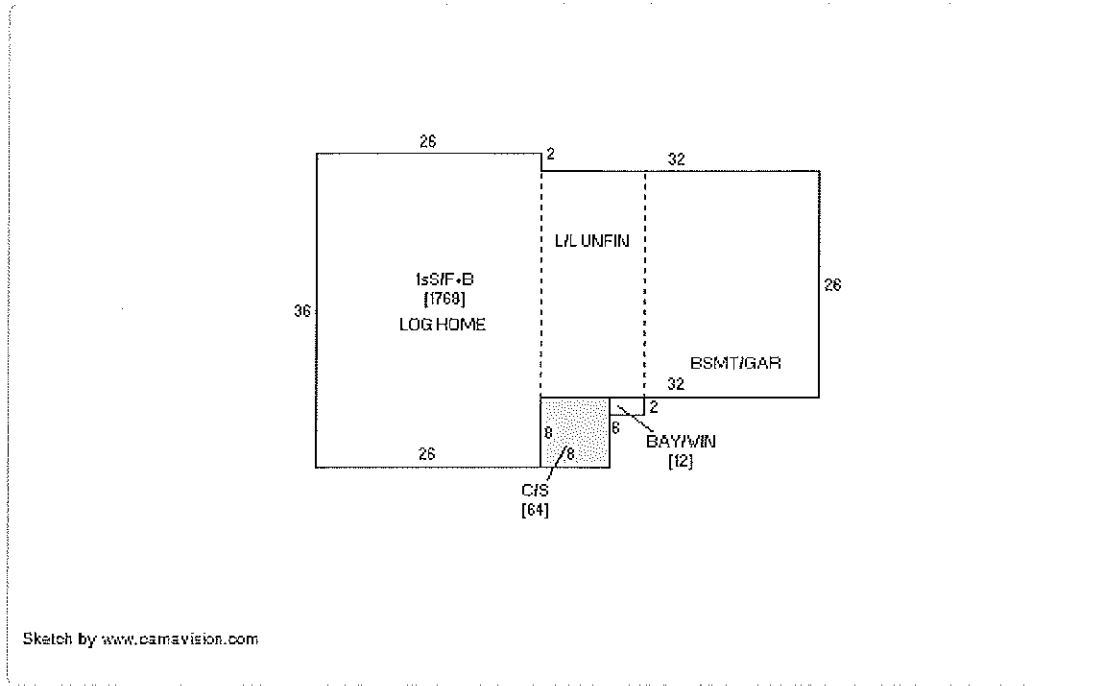 26
2
32
L/L UNFIN
1sS/F+B
[1768]
LOG HOME
36
26
BSMT/GAR
32
2
8
6
8
BAY/WIN
[12]
26
C/S
[64]
Sketch by www.camavision.com